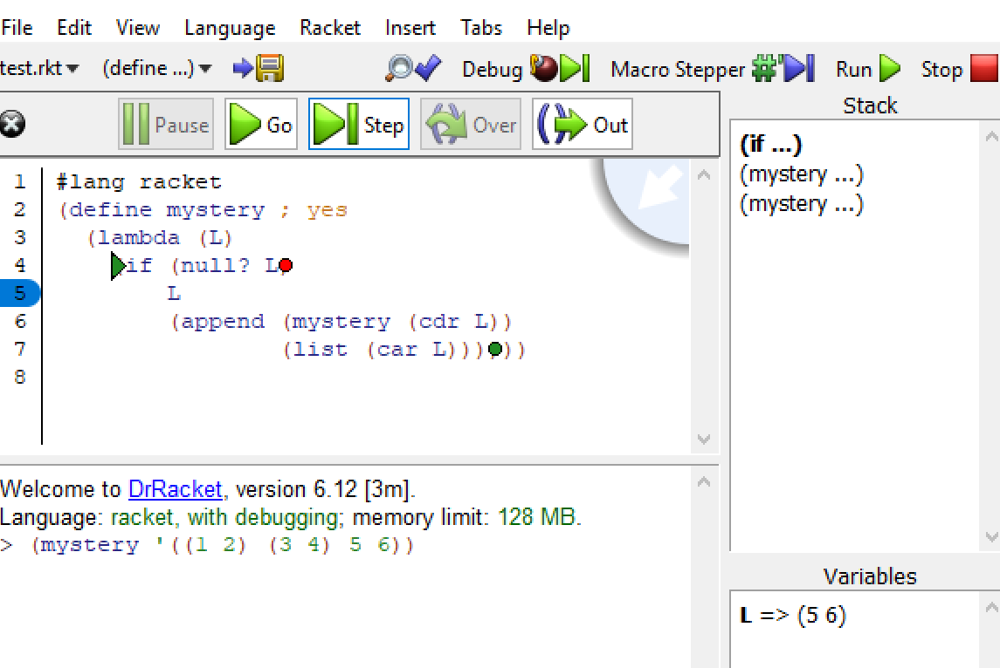 File Edit View Language Racket Insert Tabs Help
test.rkt (define ...) Debug Macro Stepper #' Run Stop
Pause Go Step Over Out
1 #lang racket
2 (define mystery ; yes
3 (lambda (L)
4 if (null? L
5 L
6 (append (mystery (cdr L))
7 (list (car L))) ))
8
Welcome to DrRacket, version 6.12 [3m].
Language: racket, with debugging; memory limit: 128 MB.
> (mystery '((1 2) (3 4) 5 6))
Stack
(if ...)
(mystery ...)
(mystery ...)
Variables
L => (5 6)